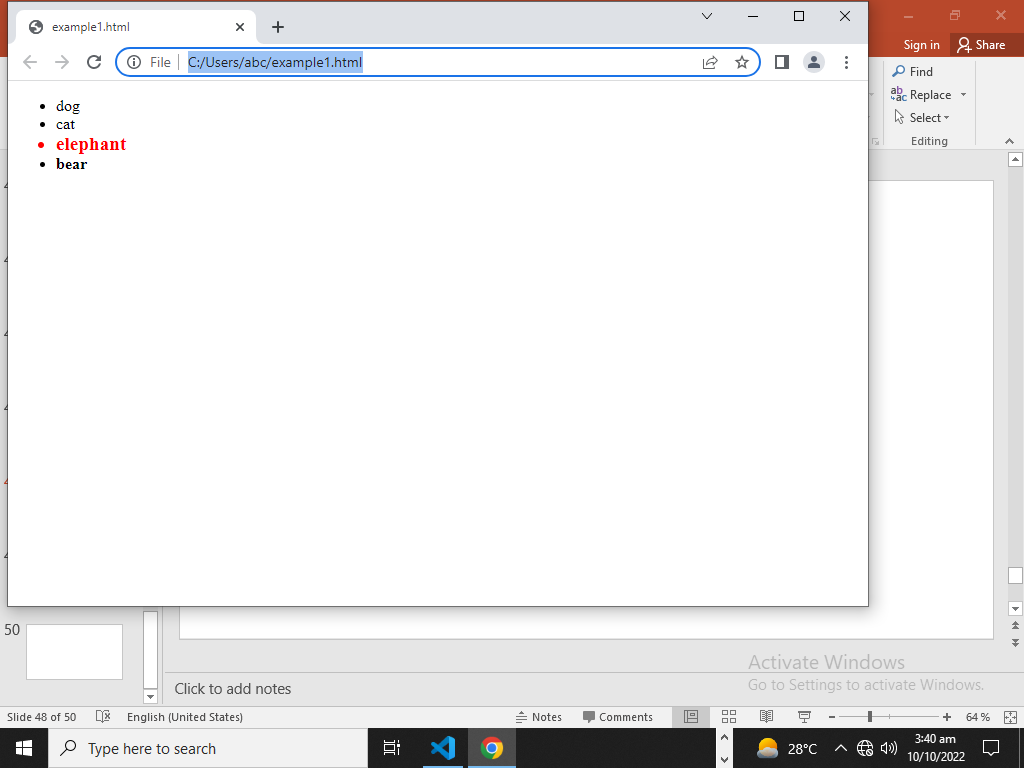 example1.html
File
C:/Users/abc/example1.html
dog
cat
elephant
bear
Sign in
Share
Find
Replace
Select
Editing
50
Activate Windows
Go to Settings to activate Windows.
Click to add notes
Slide 48 of 50
English (United States)
Notes
Comments
64 %
Type here to search
28°C
3:40 am
10/10/2022